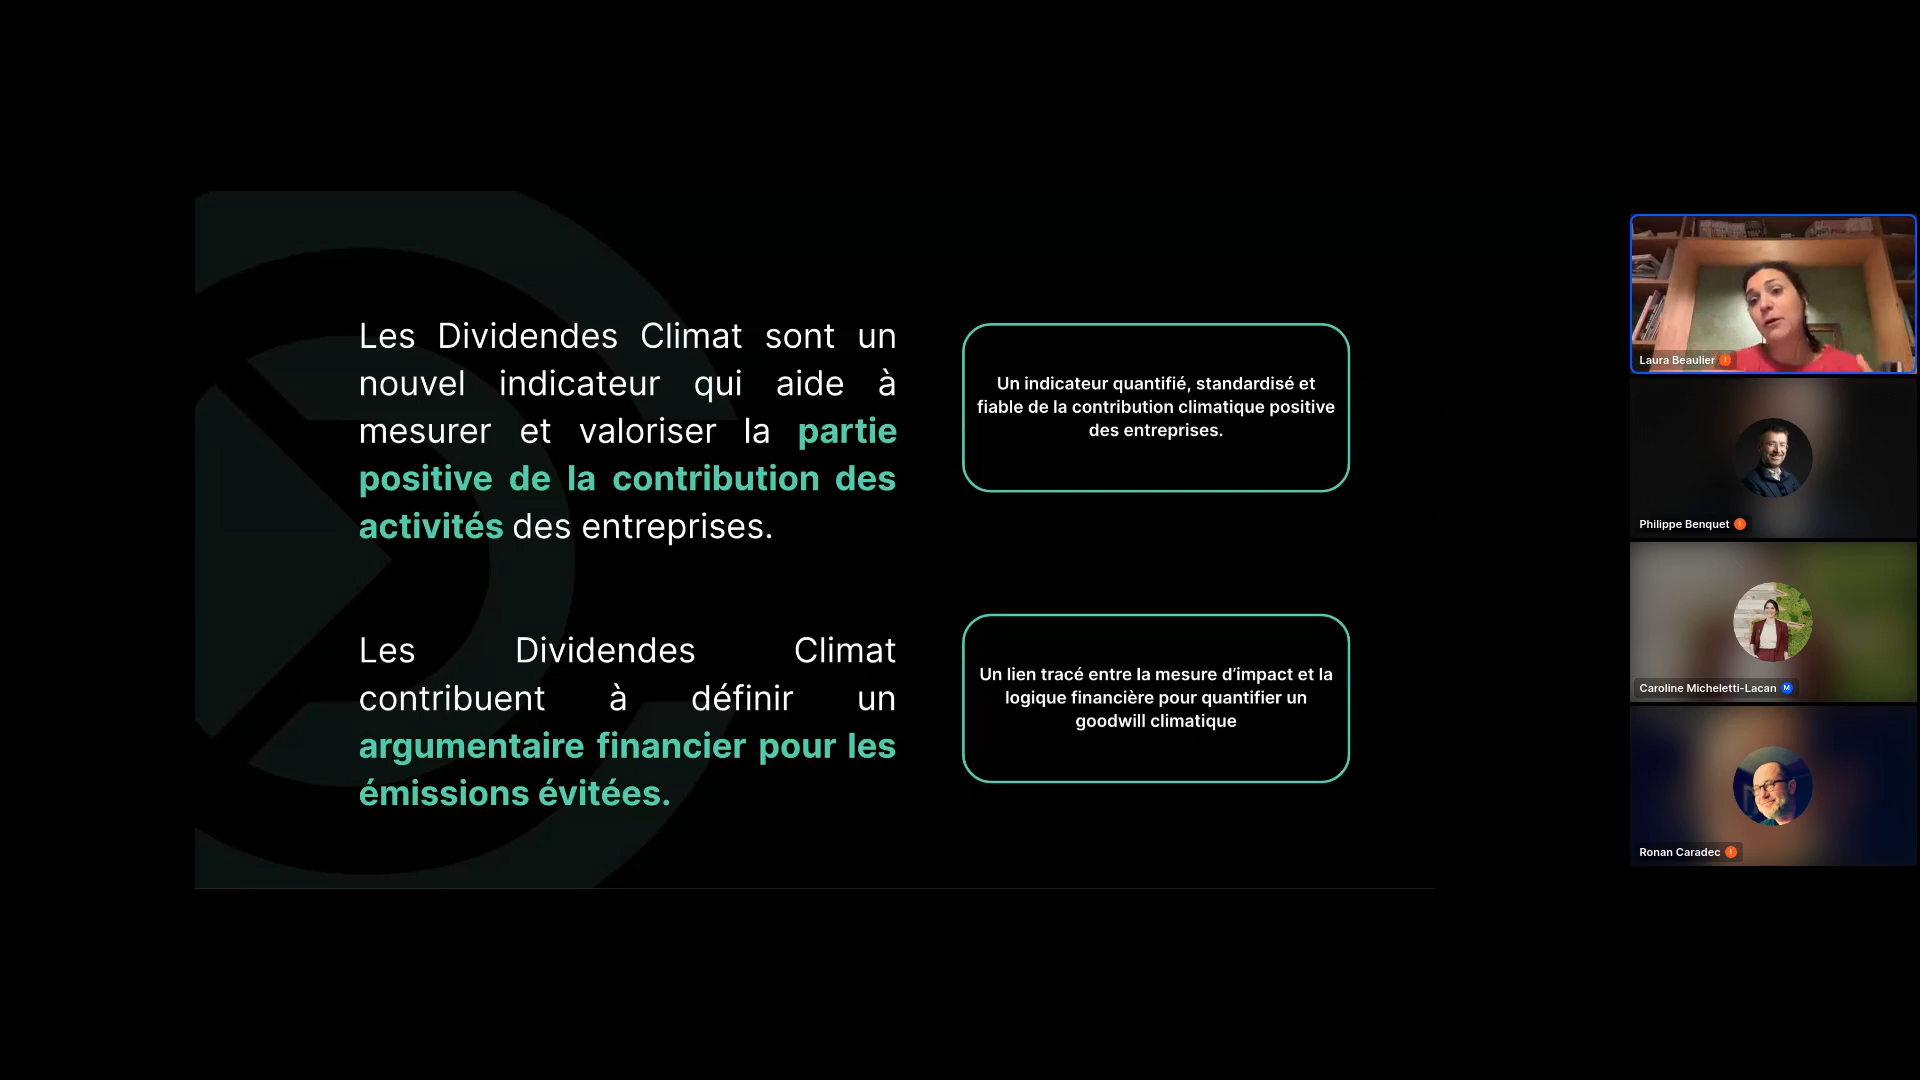 Les Dividendes Climat sont un
nouvel indicateur qui aide à
mesurer et valoriser la partie
positive de la contribution des
activités des entreprises.
Les Dividendes Climat
contribuent à définir un
argumentaire financier pour les
émissions évitées.
Un indicateur quantifié, standardisé et
fiable de la contribution climatique positive
des entreprises.
Un lien tracé entre la mesure d’impact et la
logique financière pour quantifier un
goodwill climatique
Laura Beaulier I
Philippe Benquet I
Caroline Micheletti-Lacan M
Ronan Caradec I